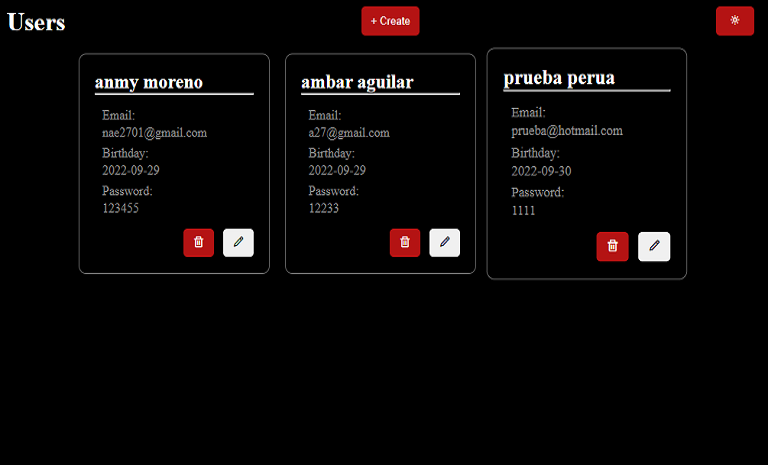 Users
+ Create
anmy moreno
Email:
nae2701@gmail.com
Birthday:
2022-09-29
Password:
123455
ambar aguilar
Email:
a27@gmail.com
Birthday:
2022-09-29
Password:
12233
prueba perua
Email:
prueba@hotmail.com
Birthday:
2022-09-30
Password:
1111